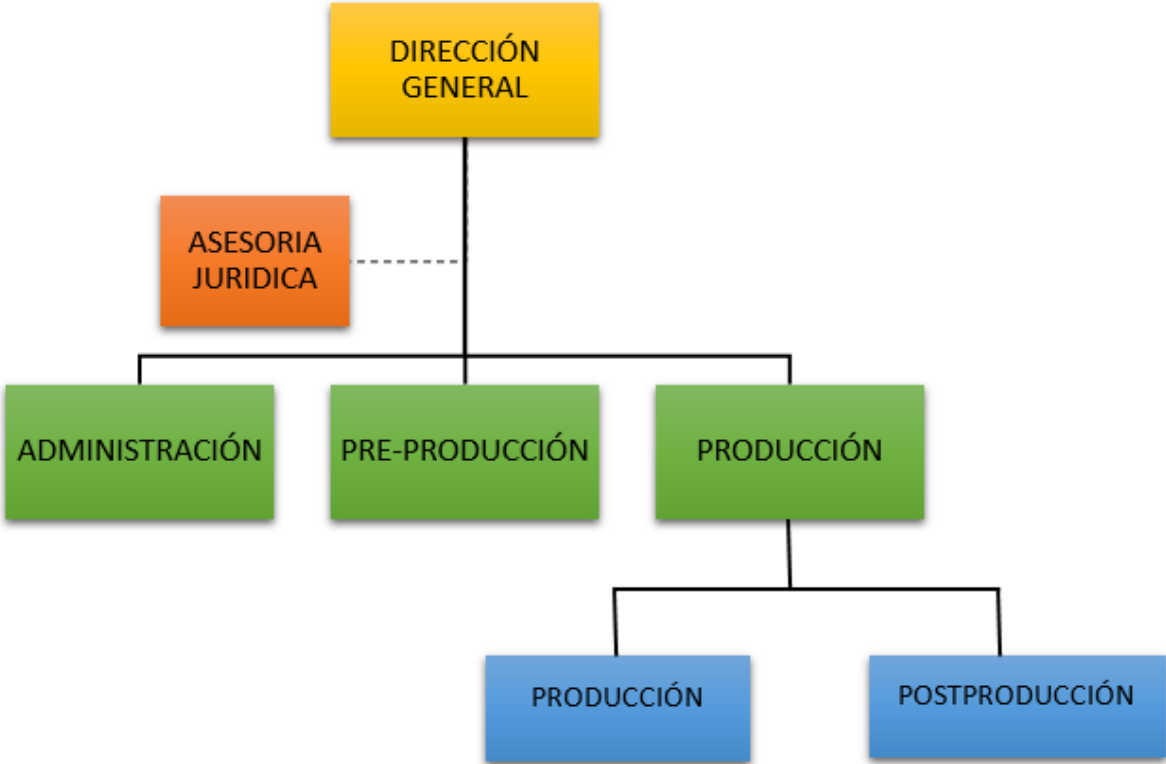 DIRECCIÓN
GENERAL
ASESORIA
JURIDICA
ADMINISTRACIÓN
PRE-PRODUCCIÓN
PRODUCCIÓN
PRODUCCIÓN
POSTPRODUCCIÓN